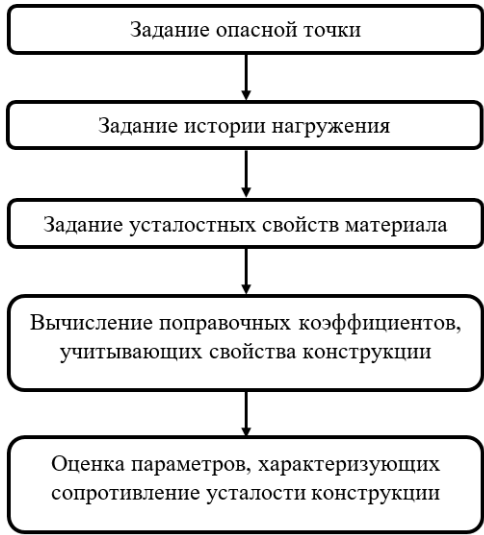 Задание опасной точки
Задание истории нагружения
Задание усталостных свойств материала
Вычисление поправочных коэффициентов,
учитывающих свойства конструкции
Оценка параметров, характеризующих
сопротивление усталости конструкции